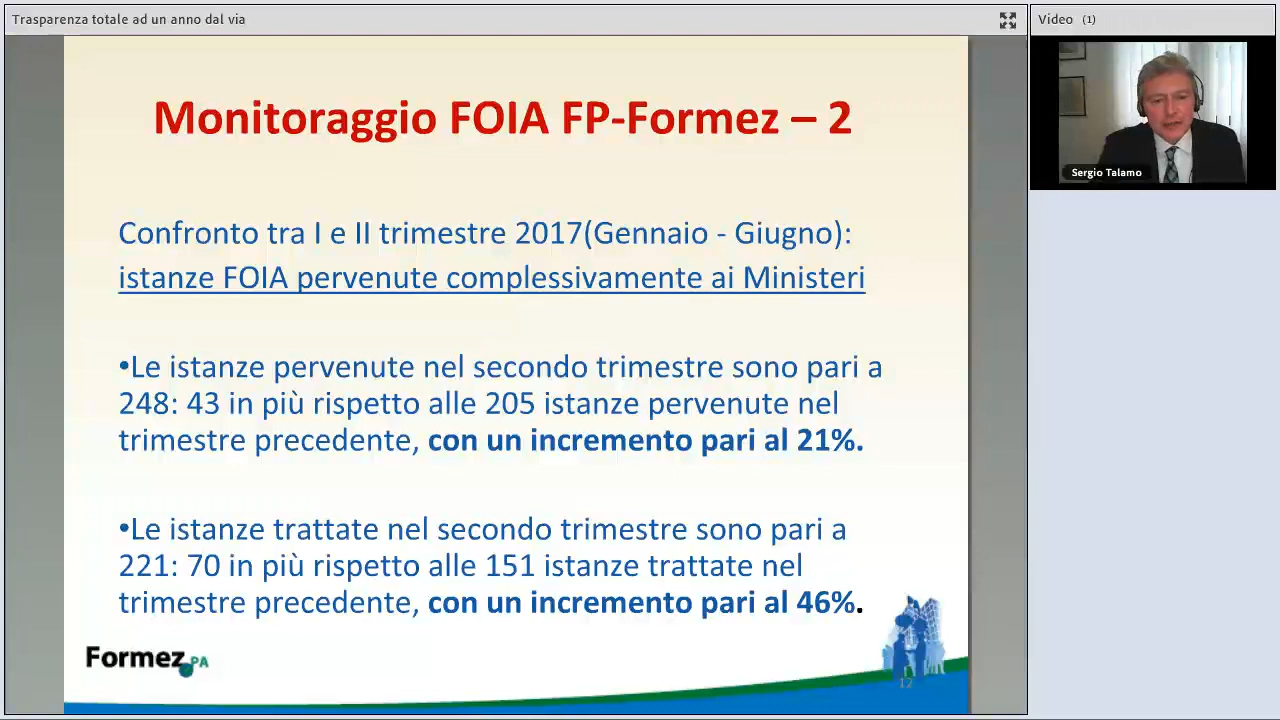 Trasparenza totale ad un anno dal via
Video (1)
Sergio Talamo
Monitoraggio FOIA FP-Formez – 2
Confronto tra I e II trimestre 2017(Gennaio - Giugno):
istanze FOIA pervenute complessivamente ai Ministeri
•Le istanze pervenute nel secondo trimestre sono pari a
248: 43 in più rispetto alle 205 istanze pervenute nel
trimestre precedente, con un incremento pari al 21%.
•Le istanze trattate nel secondo trimestre sono pari a
221: 70 in più rispetto alle 151 istanze trattate nel
trimestre precedente, con un incremento pari al 46%.
Formez PA
12